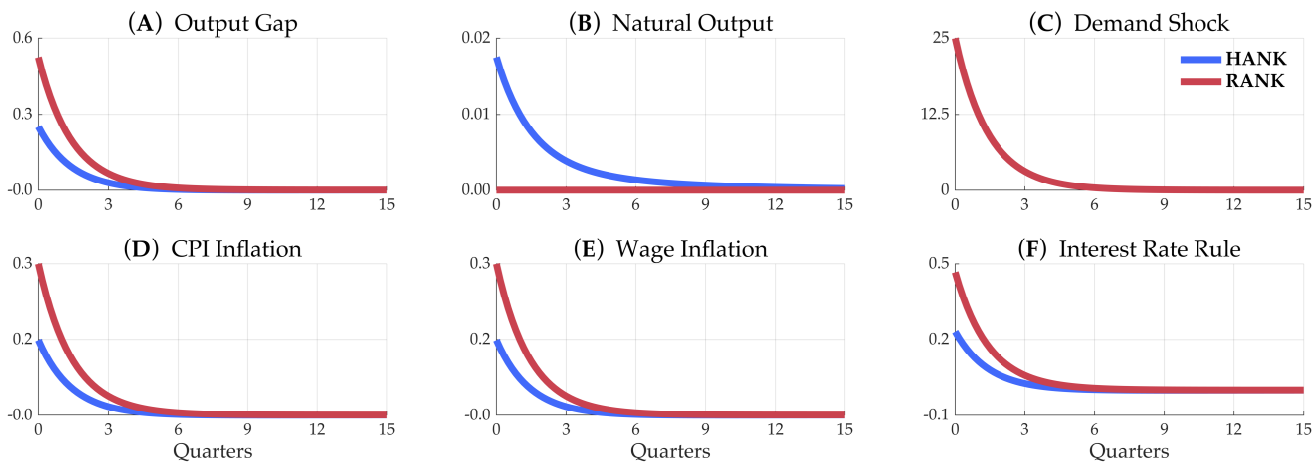 (A) Output Gap
0.6
0.3
-0.0
0 3 6 9 12 15
(B) Natural Output
0.02
0.01
0.00
0 3 6 9 12 15
(C) Demand Shock
25
12.5
0
0 3 6 9 12 15
HANK
RANK
(D) CPI Inflation
0.3
0.2
-0.0
0 3 6 9 12 15
Quarters
(E) Wage Inflation
0.3
0.2
-0.0
0 3 6 9 12 15
Quarters
(F) Interest Rate Rule
0.5
0.2
-0.1
0 3 6 9 12 15
Quarters